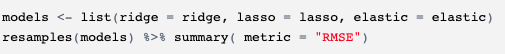 models <- list(ridge = ridge, lasso = lasso, elastic = elastic)
resamples(models) %>% summary( metric = "RMSE")